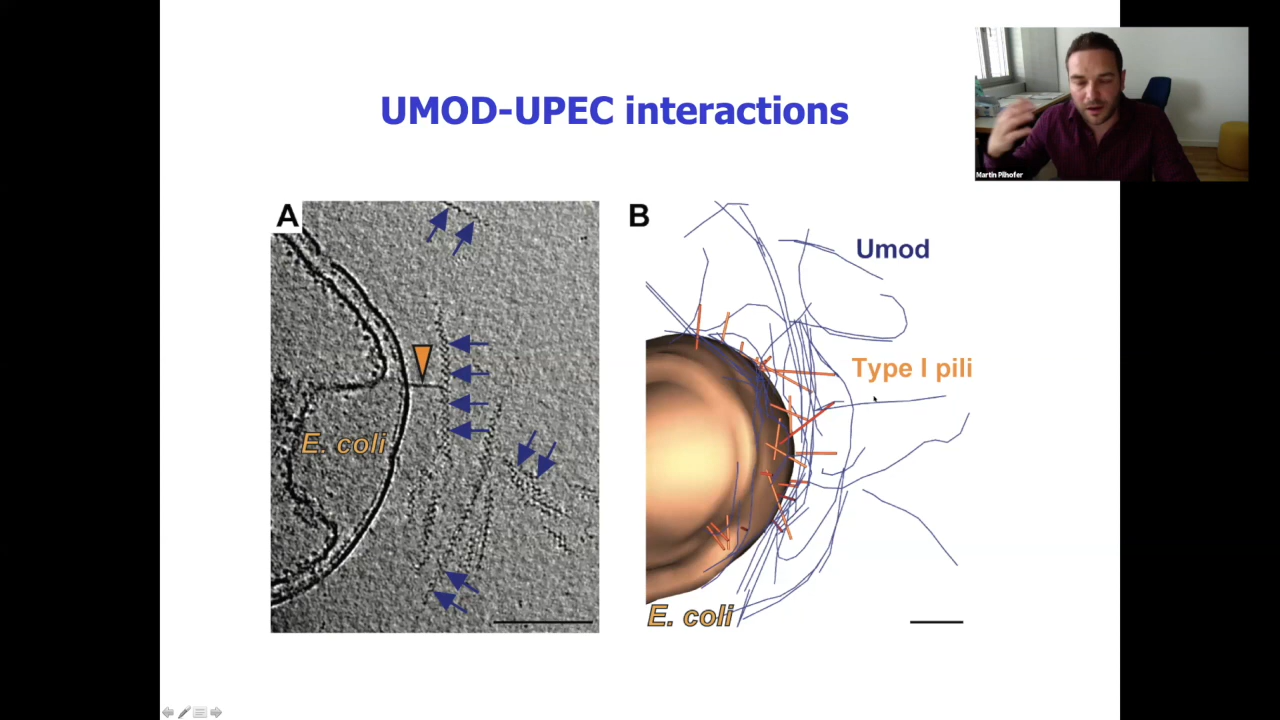 UMOD-UPEC interactions
Martin Pilhofer
A
B
Umod
Type I pili
E. coli
E. coli